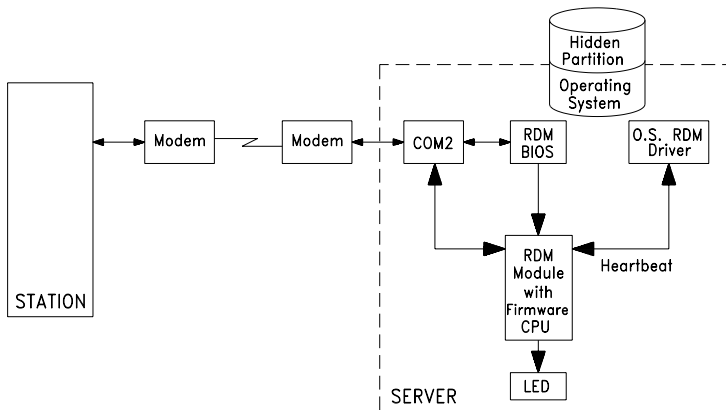 Hidden
Partition
Operating
System
Modem
Modem
COM2
RDM
BIOS
O.S. RDM
Driver
STATION
RDM
Module
with
Firmware
CPU
Heartbeat
LED
SERVER